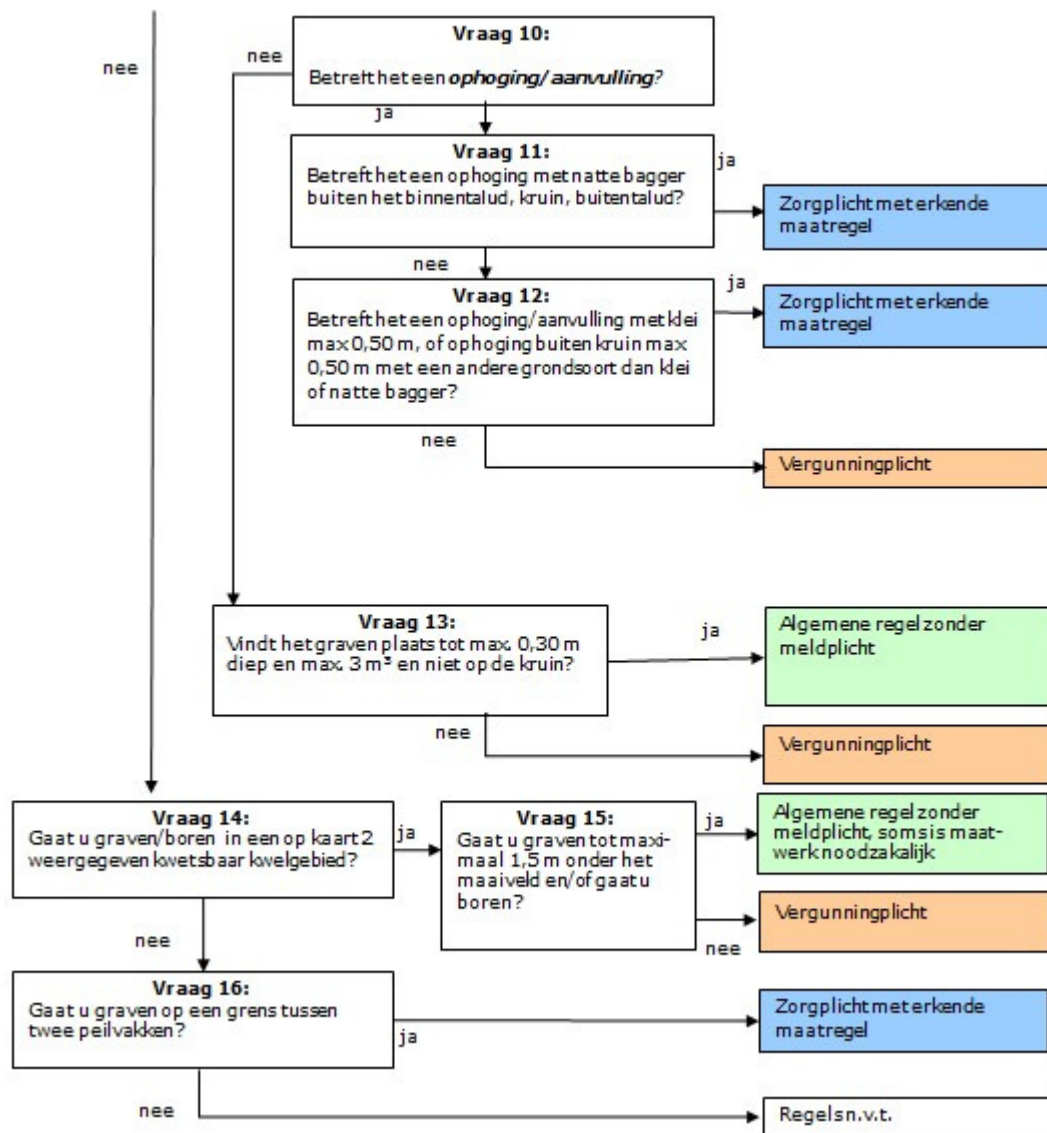 nee
nee
Vraag 10:
Betreft het een ophoging/ aanvulling?
ja
Vraag 11:
Betreft het een ophoging met natte bagger
buiten het binnentalud, kruin, buitentalud?
ja
Zorgplicht met erkende
maatregel
nee
Vraag 12:
Betreft het een ophoging/aanvulling met klei
max 0,50 m, of ophoging buiten kruin max
0,50 m met een andere grondsoort dan klei
of natte bagger?
ja
Zorgplicht met erkende
maatregel
nee
Vergunningplicht
Vraag 13:
Vindt het graven plaats tot max. 0,30 m
diep en max. 3 m³ en niet op de kruin?
ja
Algemene regel zonder
meldplicht
nee
Vergunningplicht
Vraag 14:
Gaat u graven/boren in een op kaart 2
weergegeven kwetsbaar kwelgebied?
ja
Vraag 15:
Gaat u graven tot maxi-
maal 1,5 m onder het
maaiveld en/of gaat u
boren?
ja
Algemene regel zonder
meldplicht, soms is maat-
werk noodzakalijk
nee
Vergunningplicht
nee
Vraag 16:
Gaat u graven op een grens tussen
twee peilvakken?
ja
Zorgplicht met erkende
maatregel
nee
Regels n.v.t.